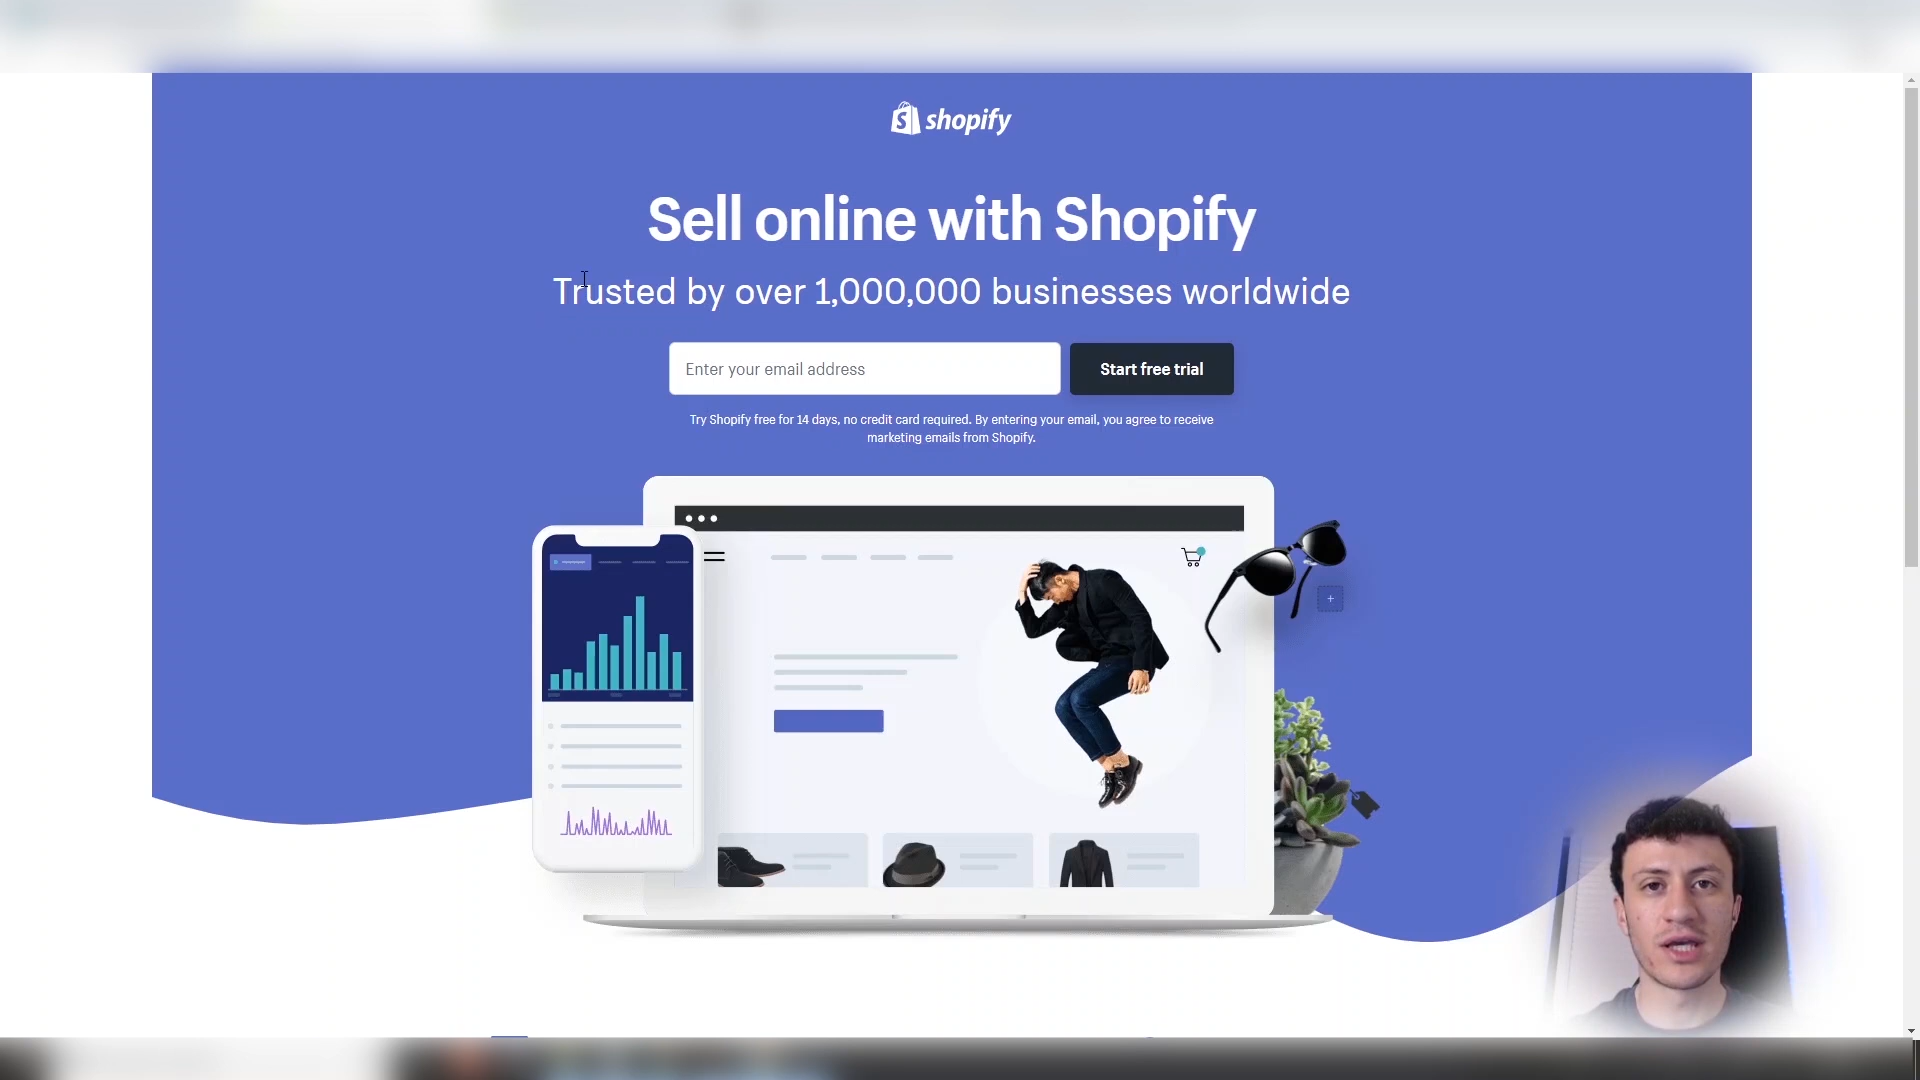 shopify
Sell online with Shopify
Trusted by over 1,000,000 businesses worldwide
Enter your email address
Start free trial
Try Shopify free for 14 days, no credit card required. By entering your email, you agree to receive
marketing emails from Shopify.